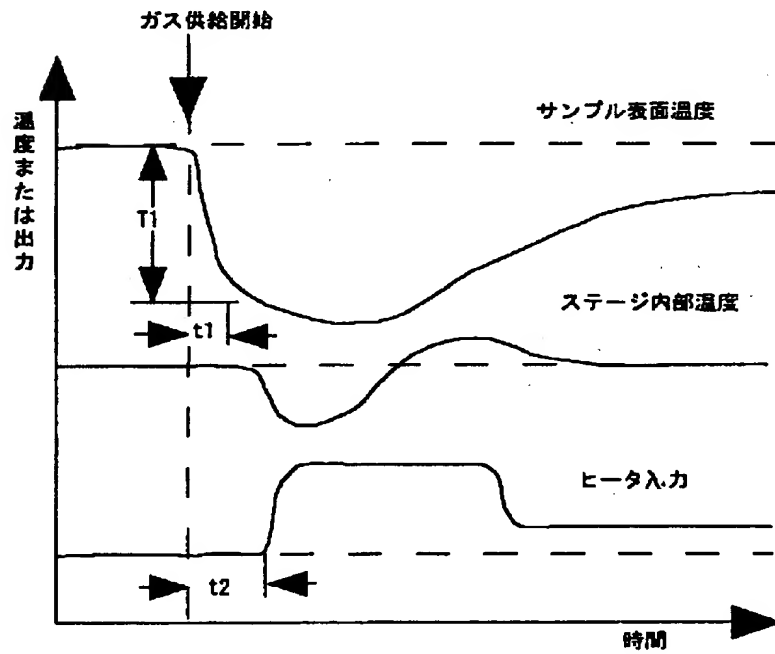 ガス供給開始
サンプル表面温度
温度または出力
T1
ステージ内部温度
t1
ヒータ入力
t2
時間